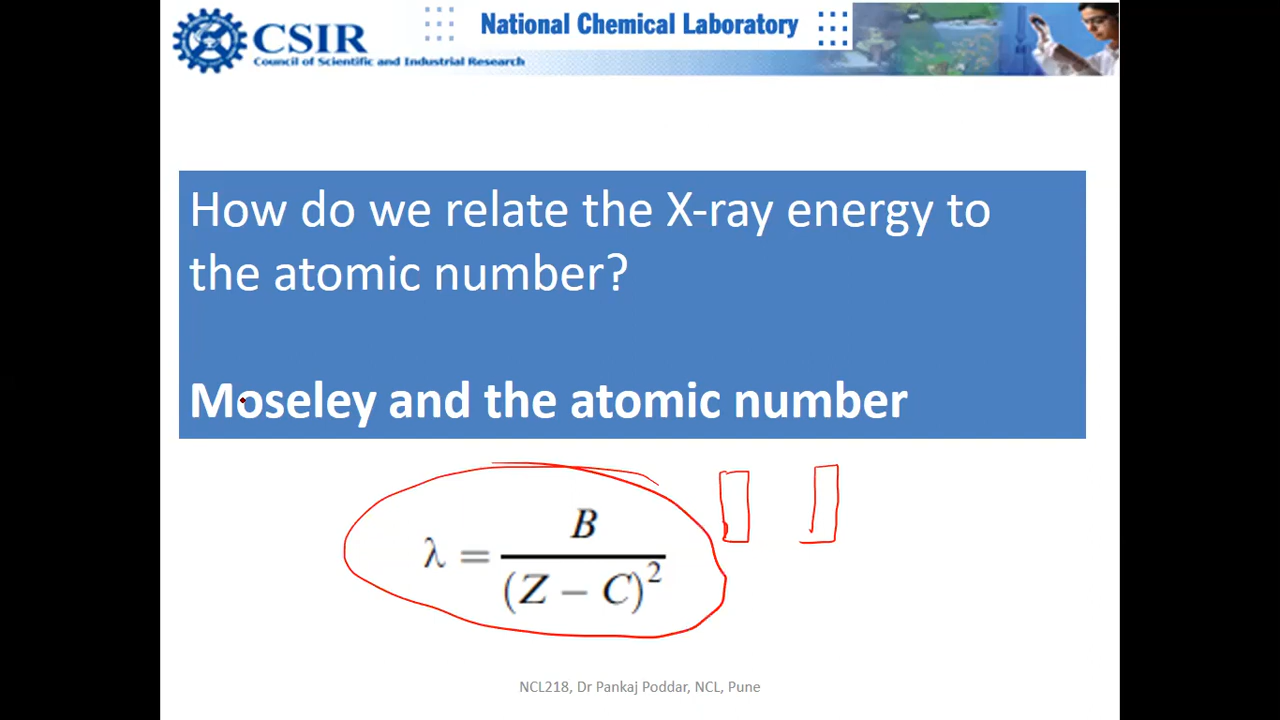 CSIR
Council of Scientific and Industrial Research
National Chemical Laboratory
How do we relate the X-ray energy to
the atomic number?
Moseley and the atomic number
λ = B / (Z − C)²
NCL218, Dr Pankaj Poddar, NCL, Pune